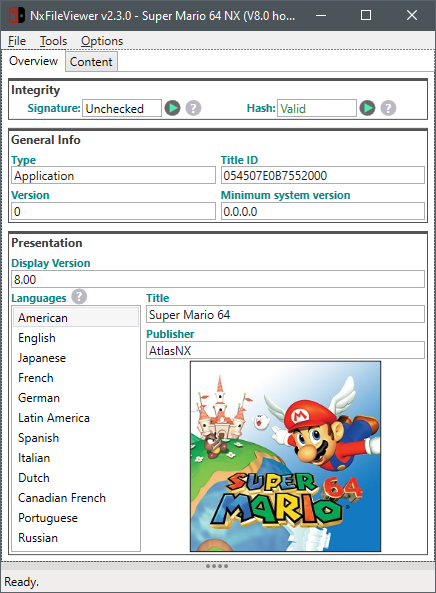 NxFileViewer v2.3.0 - Super Mario 64 NX (V8.0 ho...
File Tools Options
Overview Content
Integrity
Signature: Unchecked ? Hash: Valid ?
General Info
Type Title ID
Application 054507E0B7552000
Version Minimum system version
0 0.0.0.0
Presentation
Display Version
8.00
Languages ? Title
American Super Mario 64
English Publisher
Japanese AtlasNX
French
German
Latin America
Spanish
Italian
Dutch
Canadian French
Portuguese
Russian
SUPER
MARIO 64
Ready.